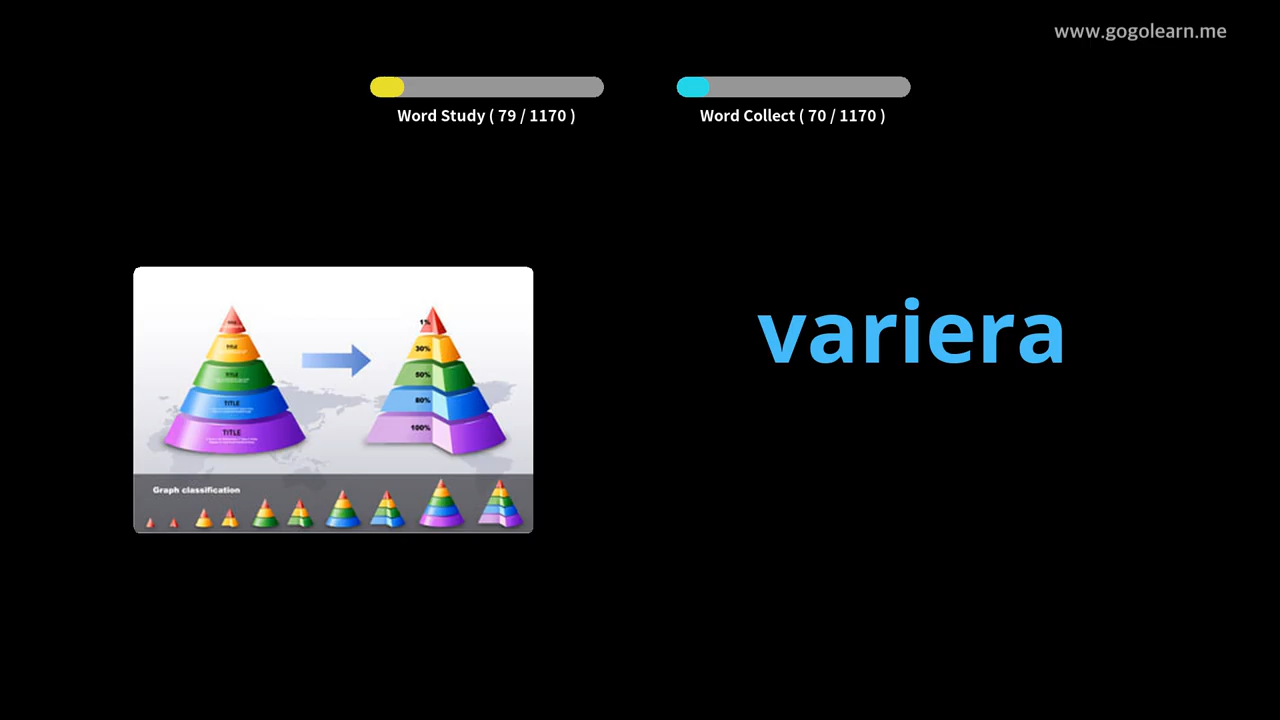 www.gogolearn.me
Word Study ( 79 / 1170 )
Word Collect ( 70 / 1170 )
variera
1%
TITLE
30%
TITLE
50%
TITLE
80%
TITLE
100%
Graph classification